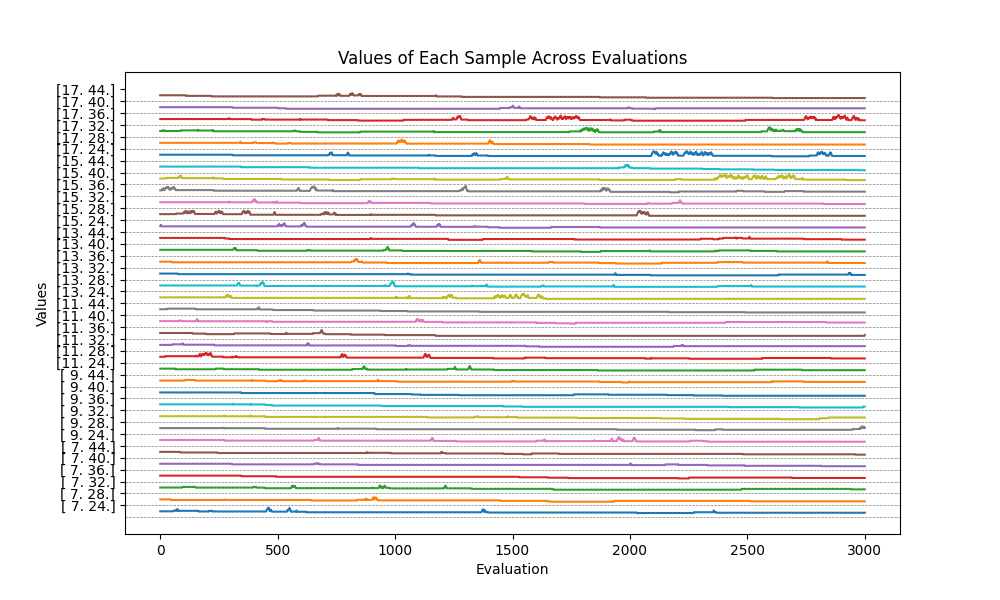 Values of Each Sample Across Evaluations
[17. 44.]
[17. 40.]
[17. 36.]
[17. 32.]
[17. 28.]
[17. 24.]
[15. 44.]
[15. 40.]
[15. 36.]
[15. 32.]
[15. 28.]
[15. 24.]
[13. 44.]
[13. 40.]
[13. 36.]
[13. 32.]
[13. 28.]
[13. 24.]
[11. 44.]
[11. 40.]
[11. 36.]
[11. 32.]
[11. 28.]
[11. 24.]
[ 9. 44.]
[ 9. 40.]
[ 9. 36.]
[ 9. 32.]
[ 9. 28.]
[ 9. 24.]
[ 7. 44.]
[ 7. 40.]
[ 7. 36.]
[ 7. 32.]
[ 7. 28.]
[ 7. 24.]
Values
0 500 1000 1500 2000 2500 3000
Evaluation